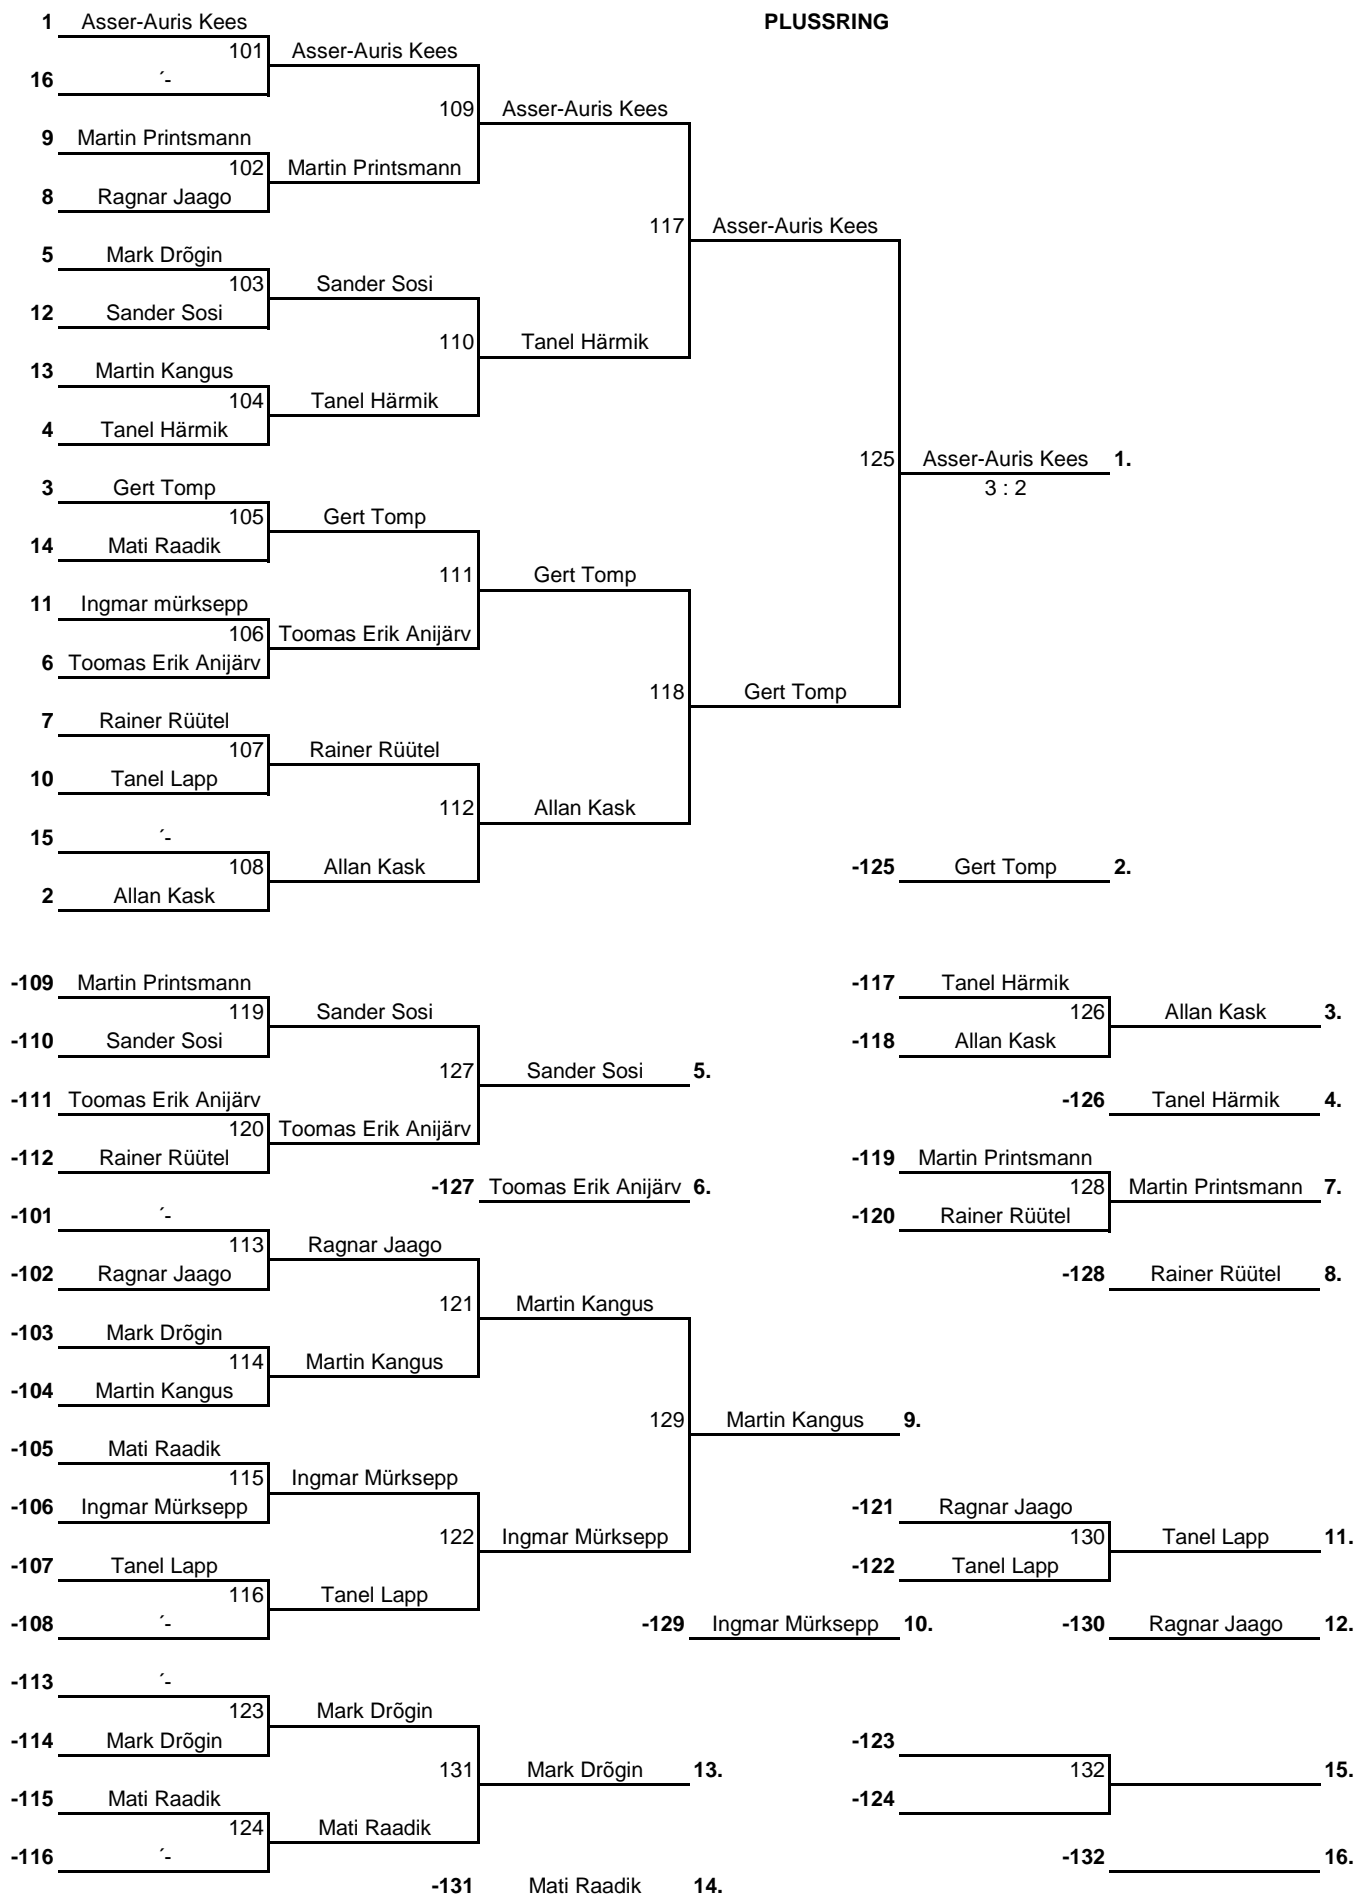 PLUSSRING
1 Asser-Auris Kees
101 Asser-Auris Kees
16 ´-
109 Asser-Auris Kees
9 Martin Printsmann
102 Martin Printsmann
8 Ragnar Jaago
117 Asser-Auris Kees
5 Mark Drõgin
103 Sander Sosi
12 Sander Sosi
110 Tanel Härmik
13 Martin Kangus
104 Tanel Härmik
4 Tanel Härmik
125 Asser-Auris Kees 1.
3 : 2
3 Gert Tomp
105 Gert Tomp
14 Mati Raadik
111 Gert Tomp
11 Ingmar mürksepp
106 Toomas Erik Anijärv
6 Toomas Erik Anijärv
118 Gert Tomp
7 Rainer Rüütel
107 Rainer Rüütel
10 Tanel Lapp
112 Allan Kask
15 ´-
108 Allan Kask -125 Gert Tomp 2.
2 Allan Kask
-109 Martin Printsmann -117 Tanel Härmik
119 Sander Sosi 126 Allan Kask 3.
-110 Sander Sosi -118 Allan Kask
127 Sander Sosi 5.
-111 Toomas Erik Anijärv -126 Tanel Härmik 4.
120 Toomas Erik Anijärv
-112 Rainer Rüütel -119 Martin Printsmann
-127 Toomas Erik Anijärv 6. 128 Martin Printsmann 7.
-101 ´- -120 Rainer Rüütel
113 Ragnar Jaago
-102 Ragnar Jaago -128 Rainer Rüütel 8.
121 Martin Kangus
-103 Mark Drõgin
114 Martin Kangus
-104 Martin Kangus
129 Martin Kangus 9.
-105 Mati Raadik
115 Ingmar Mürksepp
-106 Ingmar Mürksepp -121 Ragnar Jaago
122 Ingmar Mürksepp 130 Tanel Lapp 11.
-107 Tanel Lapp -122 Tanel Lapp
116 Tanel Lapp
-108 ´- -129 Ingmar Mürksepp 10. -130 Ragnar Jaago 12.
-113 ´-
123 Mark Drõgin
-114 Mark Drõgin -123
131 Mark Drõgin 13. 132 15.
-115 Mati Raadik -124
124 Mati Raadik
-116 ´- -132 16.
-131 Mati Raadik 14.